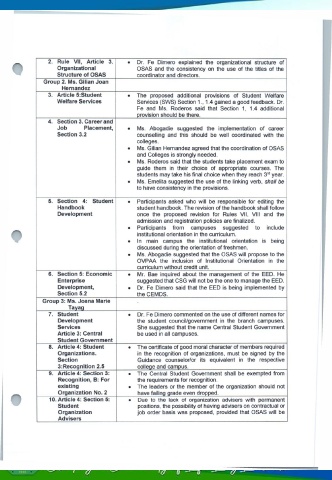 2. Rule VII, Article 3.
Organizational
Structure of OSAS
• Dr. Fe Dimero explained the organizational structure of
OSAS and the consistency on the use of the titles of the
coordinator and directors.
Group 2. Ms. Gilian Joan
Hernandez
3. Article 5:Student
Welfare Services
• The proposed additional provisions of Student Welfare
Services (SWS) Section 1., 1.4 gained a good feedback. Dr.
Fe and Ms. Roderos said that Section 1, 1.4 additional
provision should be there.
4. Section 3. Career and
Job Placement,
Section 3.2
• Ms. Abogadie suggested the implementation of career
counselling and this should be well coordinated with the
colleges.
• Ms. Gilian Hernandez agreed that the coordination of OSAS
and Colleges is strongly needed.
• Ms. Roderos said that the students take placement exam to
guide them in their choice of appropriate courses. The
students may take his final choice when they reach 3rd year.
• Ms. Emelita suggested the use of the linking verb, shall be
to have consistency in the provisions.
5. Section 4: Student
Handbook
Development
• Participants asked who will be responsible for editing the
student handbook. The revision of the handbook shall follow
once the proposed revision for Rules VII, VIII and the
admission and registration policies are finalized.
• Participants from campuses suggested to include
institutional orientation in the curriculum.
• In main campus the institutional orientation is being
discussed during the orientation of freshmen.
• Ms. Abogadie suggested that the OSAS will propose to the
OVPAA the inclusion of Institutional Orientation in the
curriculum without credit unit.
6. Section 5: Economic
Enterprise
Development,
Section 5.2
• Mr. Bae inquired about the management of the EED. He
suggested that CSG will not be the one to manage the EED.
• Dr. Fe Dimero said that the EED is being implemented by
the CEMDS.
Group 3: Ms. Joena Marie
Tayag
7. Student
Development
Services
Article 3: Central
Student Government
• Dr. Fe Dimero commented on the use of different names for
the student council/government in the branch campuses.
She suggested that the name Central Student Government
be used in all campuses.
8. Article 4: Student
Organizations.
Section
3:Recognition 2.5
• The certificate of good moral character of members required
in the recognition of organizations, must be signed by the
Guidance counselor/or its equivalent in the respective
college and campus.
9. Article 4: Section 3:
Recognition, B: For
existing
Organization No. 2
• The Central Student Government shall be exempted from
the requirements for recognition.
• The leaders or the member of the organization should not
have failing grade even dropped.
10. Article 4: Section 5:
Student
Organization
Advisers
• Due to the lack of organization advisers with permanent
positions, the possibility of having advisers on contractual or
job order basis was proposed, provided that OSAS will be